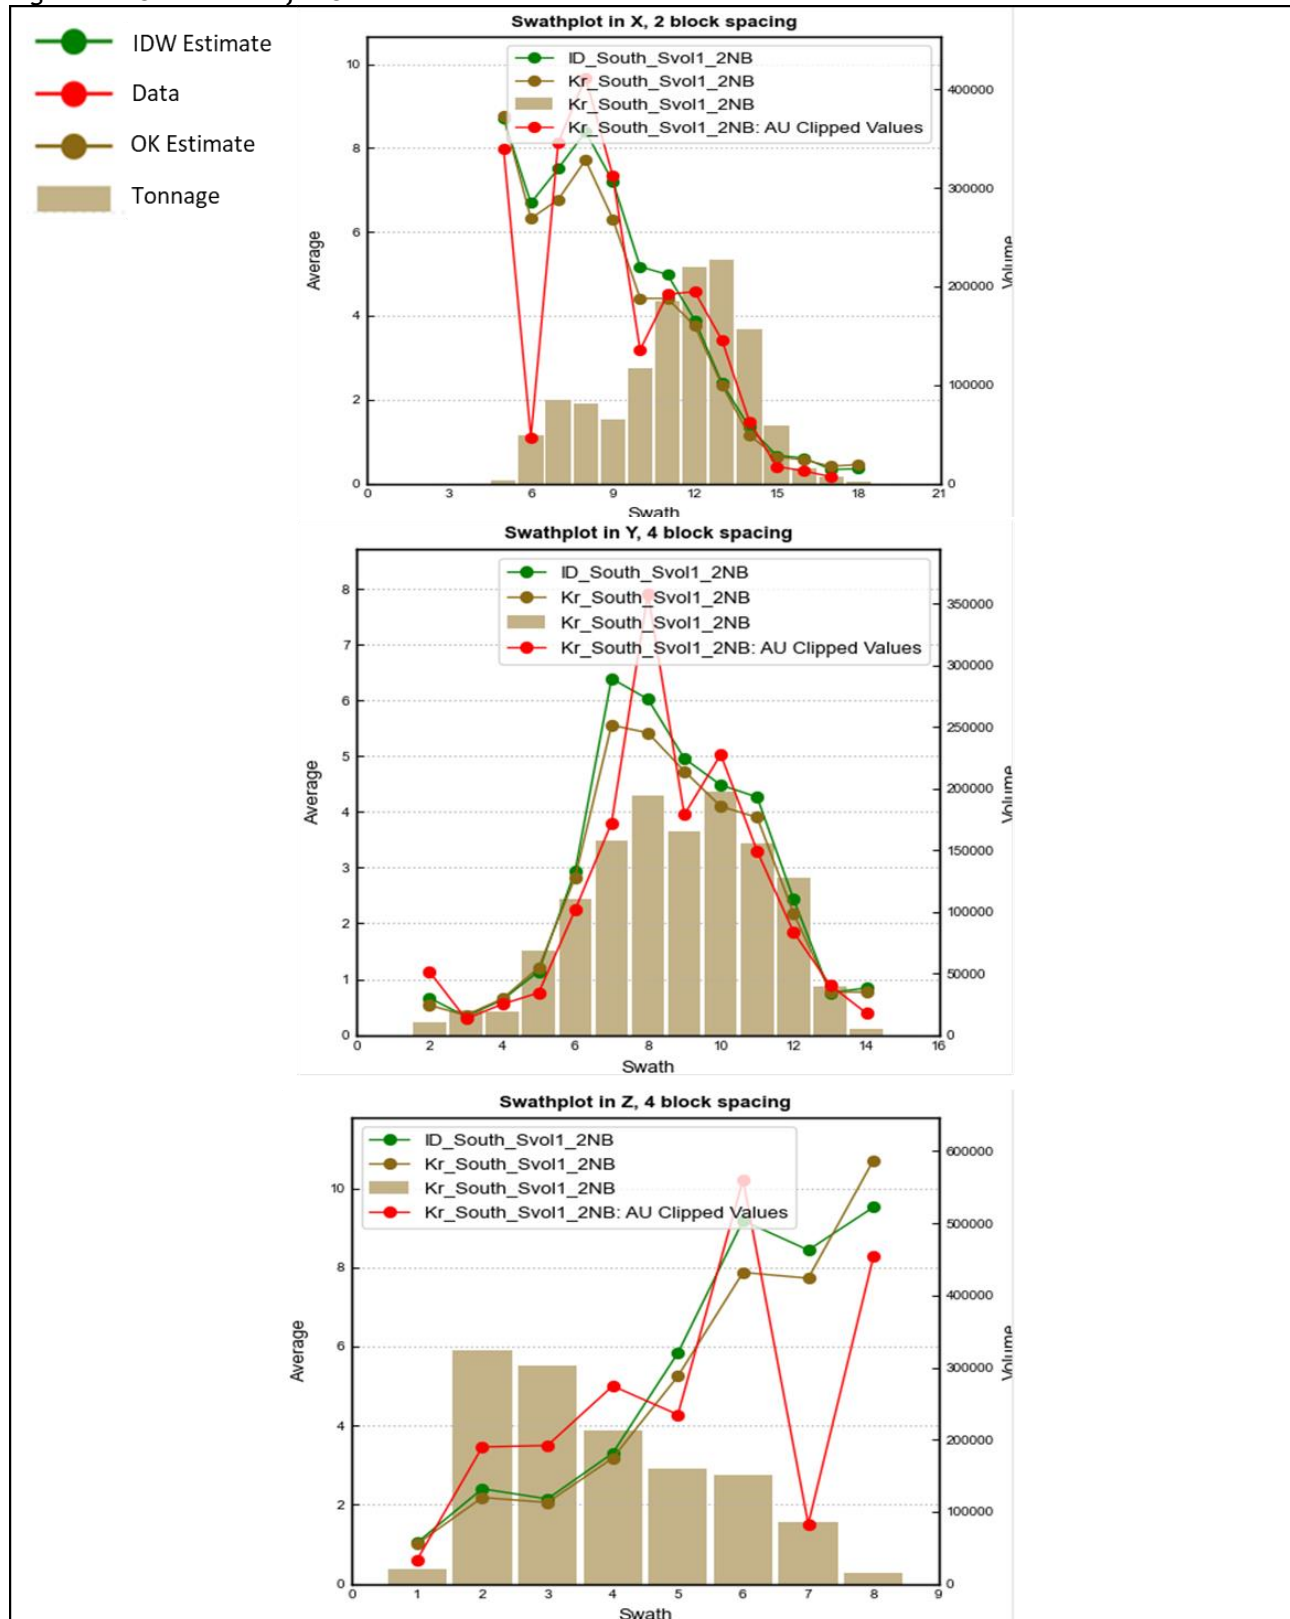 IDW Estimate
Data
OK Estimate
Tonnage
Swathplot in X, 2 block spacing
ID_South_Svol1_2NB
Kr_South_Svol1_2NB
Kr_South_Svol1_2NB
Kr_South_Svol1_2NB: AU Clipped Values
10
8
6
4
2
0
Average
400000
300000
200000
100000
0
Volume
0 3 6 9 12 15 18 21
Swath
Swathplot in Y, 4 block spacing
ID_South_Svol1_2NB
Kr_South_Svol1_2NB
Kr_South_Svol1_2NB
Kr_South_Svol1_2NB: AU Clipped Values
8
7
6
5
4
3
2
1
0
Average
350000
300000
250000
200000
150000
100000
50000
0
Volume
0 2 4 6 8 10 12 14 16
Swath
Swathplot in Z, 4 block spacing
ID_South_Svol1_2NB
Kr_South_Svol1_2NB
Kr_South_Svol1_2NB
Kr_South_Svol1_2NB: AU Clipped Values
10
8
6
4
2
0
Average
600000
500000
400000
300000
200000
100000
0
Volume
0 1 2 3 4 5 6 7 8 9
Swath